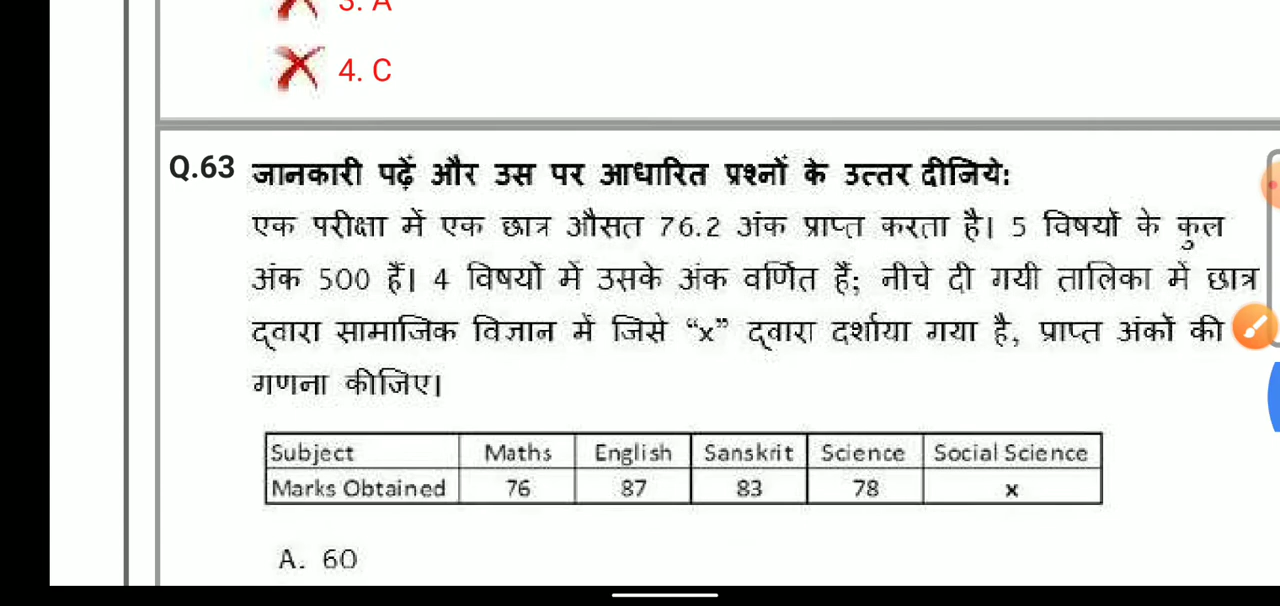 3. A
4. C
Q.63 जानकारी पढ़ें और उस पर आधारित प्रश्नों के उत्तर दीजिये:
एक परीक्षा में एक छात्र औसत 76.2 अंक प्राप्त करता है। 5 विषयों के कुल
अंक 500 हैं। 4 विषयों में उसके अंक वर्णित हैं; नीचे दी गयी तालिका में छात्र
द्वारा सामाजिक विज्ञान में जिसे “x” द्वारा दर्शाया गया है, प्राप्त अंकों की
गणना कीजिए।
Subject Maths English Sanskrit Science Social Science
Marks Obtained 76 87 83 78 x
A. 60